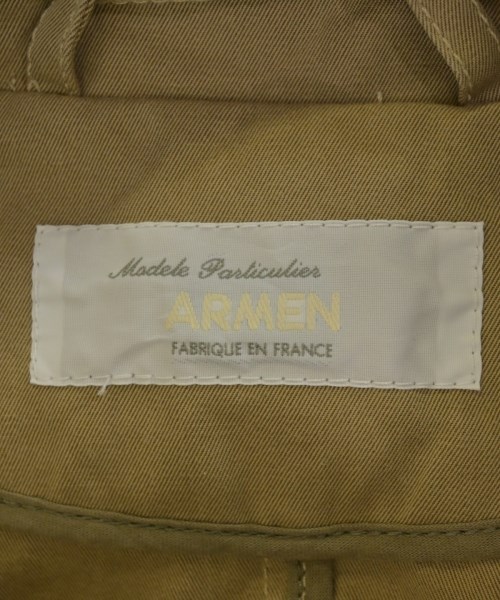 Modele Particulier
ARMEN
FABRIQUE EN FRANCE